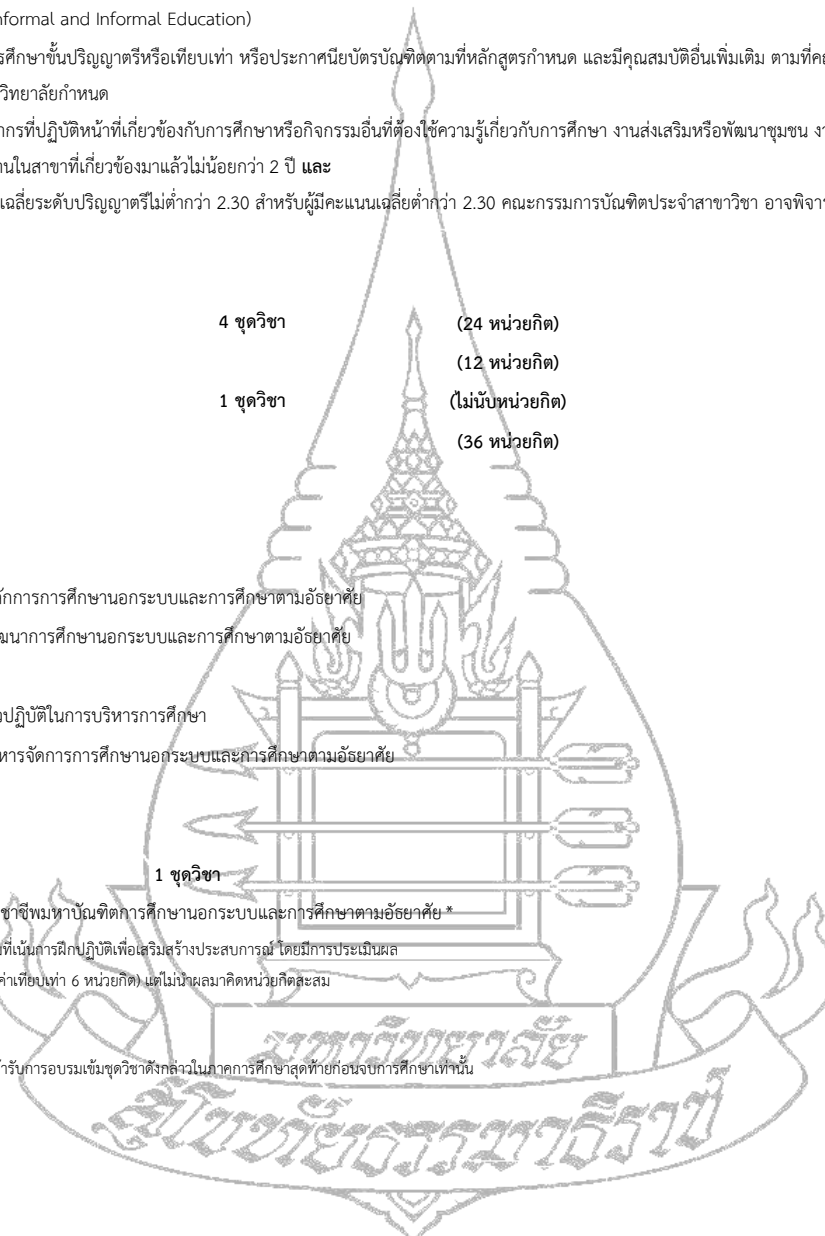 nformal and Informal Education)
รศึกษาขั้นปริญญาตรีหรือเทียบเท่า หรือประกาศนียบัตรบัณฑิตตามที่หลักสูตรกำหนด และมีคุณสมบัติอื่นเพิ่มเติม ตามที่คณ
วิทยาลัยกำหนด
ากรที่ปฏิบัติหน้าที่เกี่ยวข้องกับการศึกษาหรือกิจกรรมอื่นที่ต้องใช้ความรู้เกี่ยวกับการศึกษา งานส่งเสริมหรือพัฒนาชุมชน ง
านในสาขาที่เกี่ยวข้องมาแล้วไม่น้อยกว่า 2 ปี และ
เฉลี่ยระดับปริญญาตรีไม่ต่ำกว่า 2.30 สำหรับผู้มีคะแนนเฉลี่ยต่ำกว่า 2.30 คณะกรรมการบัณฑิตประจำสาขาวิชา อาจพิจาร
4 ชุดวิชา (24 หน่วยกิต)
(12 หน่วยกิต)
1 ชุดวิชา (ไม่นับหน่วยกิต)
(36 หน่วยกิต)
ักการการศึกษานอกระบบและการศึกษาตามอัธยาศัย
ัฒนาการศึกษานอกระบบและการศึกษาตามอัธยาศัย
วปฏิบัติในการบริหารการศึกษา
หารจัดการการศึกษานอกระบบและการศึกษาตามอัธยาศัย
1 ชุดวิชา
ชาชีพมหาบัณฑิตการศึกษานอกระบบและการศึกษาตามอัธยาศัย *
มที่เน้นการฝึกปฏิบัติเพื่อเสริมสร้างประสบการณ์ โดยมีการประเมินผล
ค่าเทียบเท่า 6 หน่วยกิต) แต่ไม่นำผลมาคิดหน่วยกิตสะสม
ข้ารับการอบรมเข้มชุดวิชาดังกล่าวในภาคการศึกษาสุดท้ายก่อนจบการศึกษาเท่านั้น
มหาวิทยาลัย
สุโขทัยธรรมาธิราช